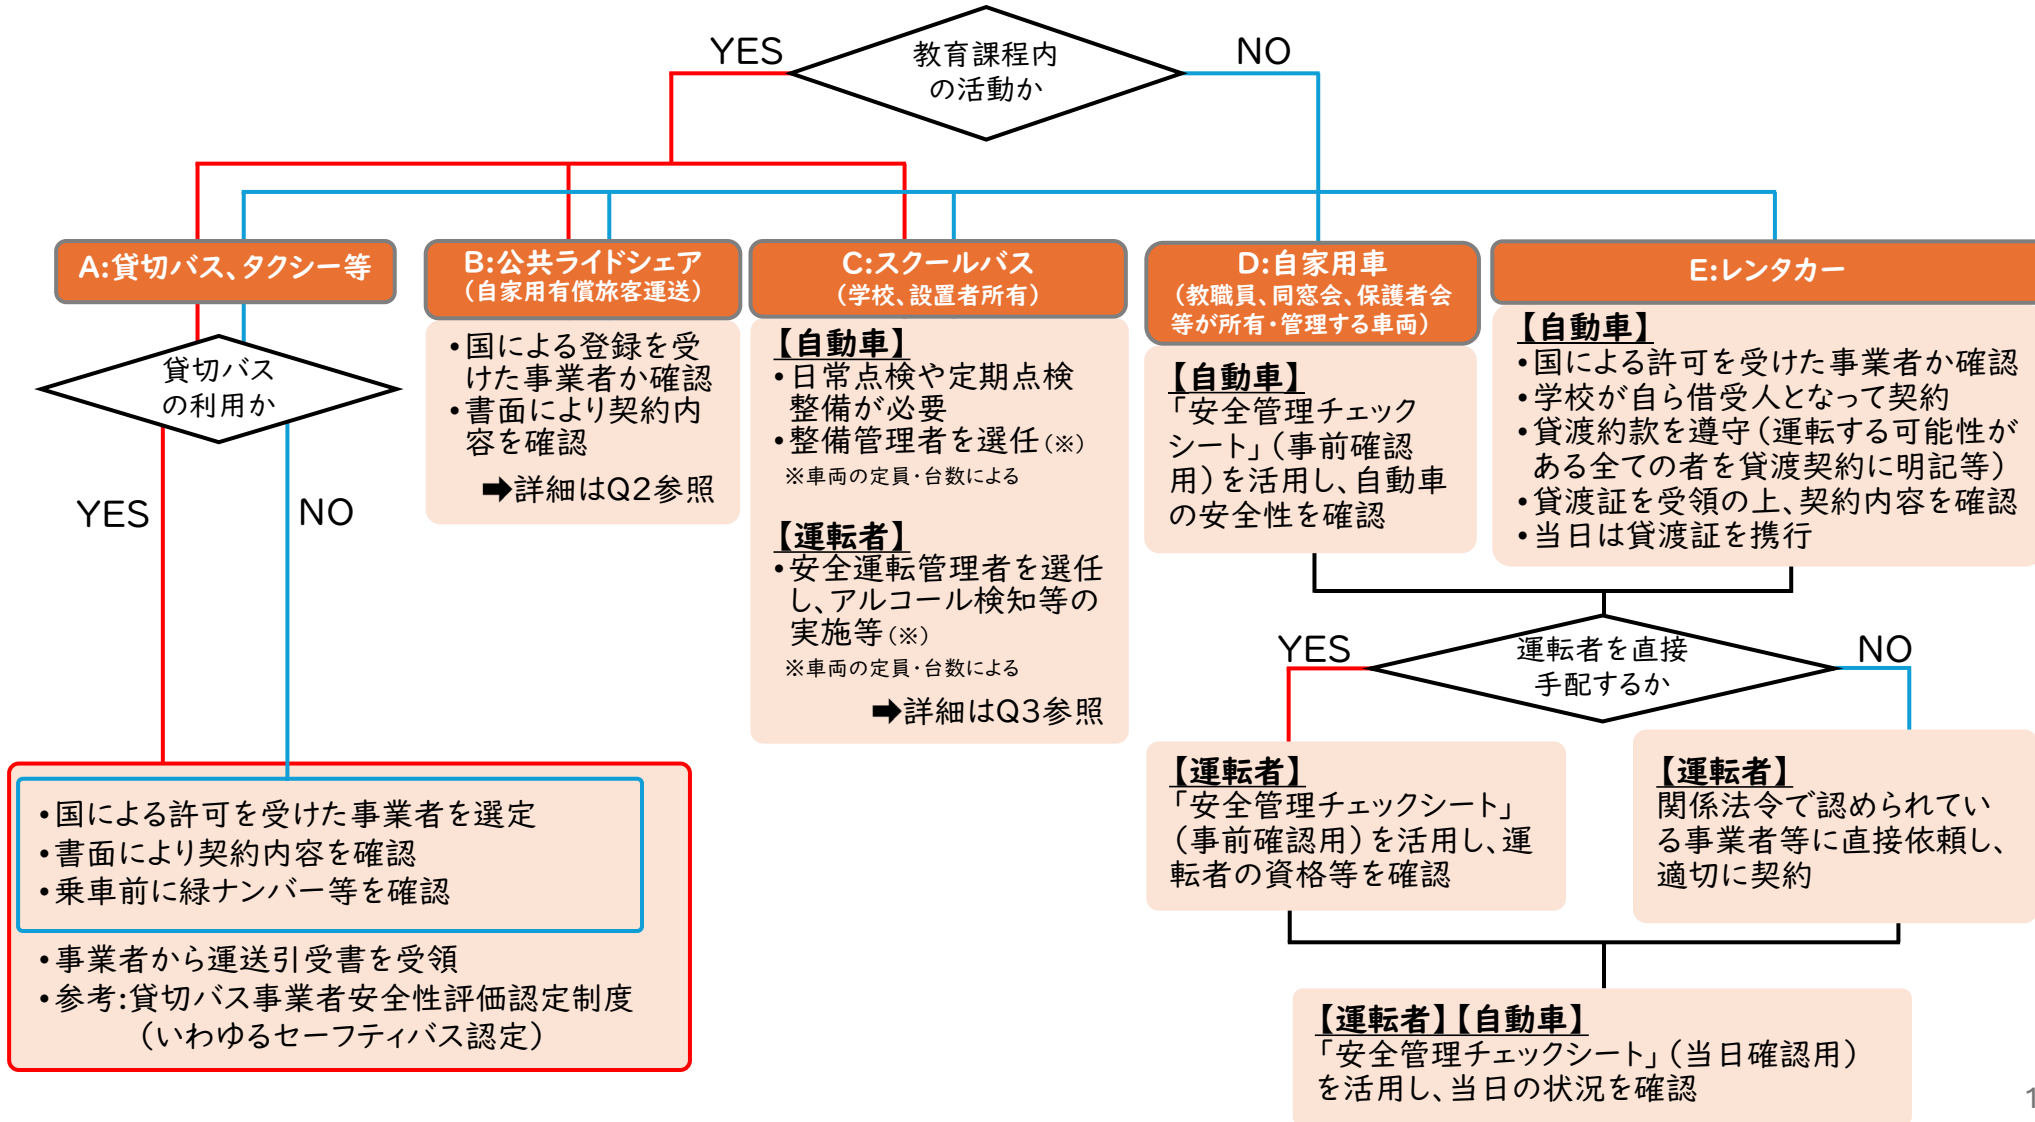 教育課程内
の活動か
YES
NO
A:貸切バス、タクシー等
貸切バス
の利用か
YES
NO
•国による許可を受けた事業者を選定
•書面により契約内容を確認
•乗車前に緑ナンバー等を確認
•事業者から運送引受書を受領
•参考:貸切バス事業者安全性評価認定制度
(いわゆるセーフティバス認定)
B:公共ライドシェア
(自家用有償旅客運送)
•国による登録を受
けた事業者か確認
•書面により契約内
容を確認
➡詳細はQ2参照
C:スクールバス
(学校、設置者所有)
【自動車】
•日常点検や定期点検
整備が必要
•整備管理者を選任(※)
※車両の定員・台数による
【運転者】
•安全運転管理者を選任
し、アルコール検知等の
実施等(※)
※車両の定員・台数による
➡詳細はQ3参照
D:自家用車
(教職員、同窓会、保護者会
等が所有・管理する車両)
【自動車】
「安全管理チェック
シート」(事前確認
用)を活用し、自動車
の安全性を確認
E:レンタカー
【自動車】
•国による許可を受けた事業者か確認
•学校が自ら借受人となって契約
•貸渡約款を遵守(運転する可能性が
ある全ての者を貸渡契約に明記等)
•貸渡証を受領の上、契約内容を確認
•当日は貸渡証を携行
運転者を直接
手配するか
YES
NO
【運転者】
「安全管理チェックシート」
(事前確認用)を活用し、運
転者の資格等を確認
【運転者】
関係法令で認められてい
る事業者等に直接依頼し、
適切に契約
【運転者】【自動車】
「安全管理チェックシート」(当日確認用)
を活用し、当日の状況を確認
1